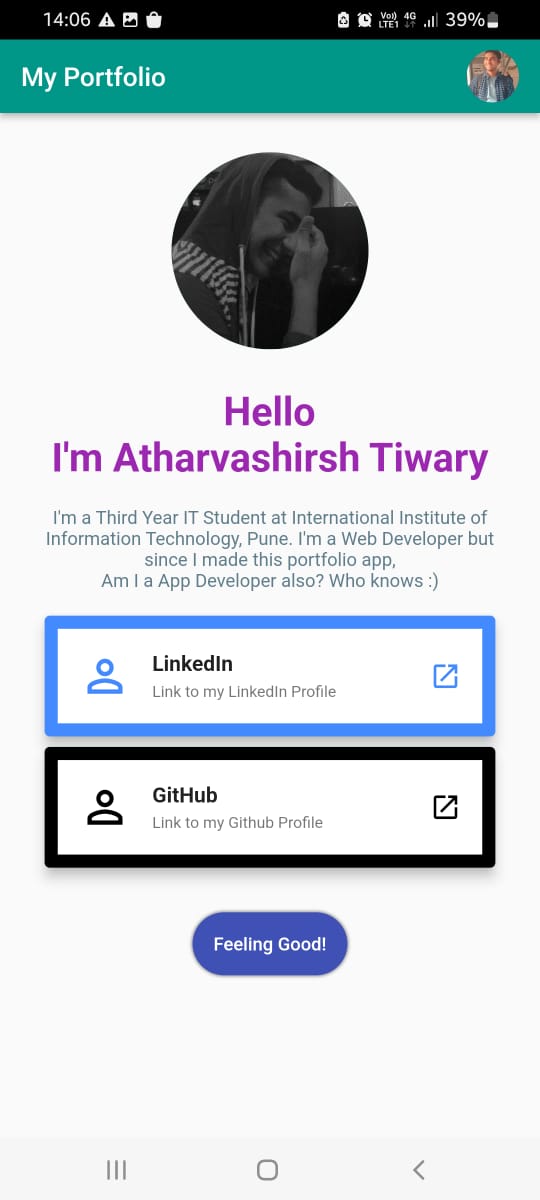 14:06 Vo)) LTE1 4G 39%
My Portfolio
Hello
I'm Atharvashirsh Tiwary
I'm a Third Year IT Student at International Institute of
Information Technology, Pune. I'm a Web Developer but
since I made this portfolio app,
Am I a App Developer also? Who knows :)
LinkedIn
Link to my LinkedIn Profile
GitHub
Link to my Github Profile
Feeling Good!